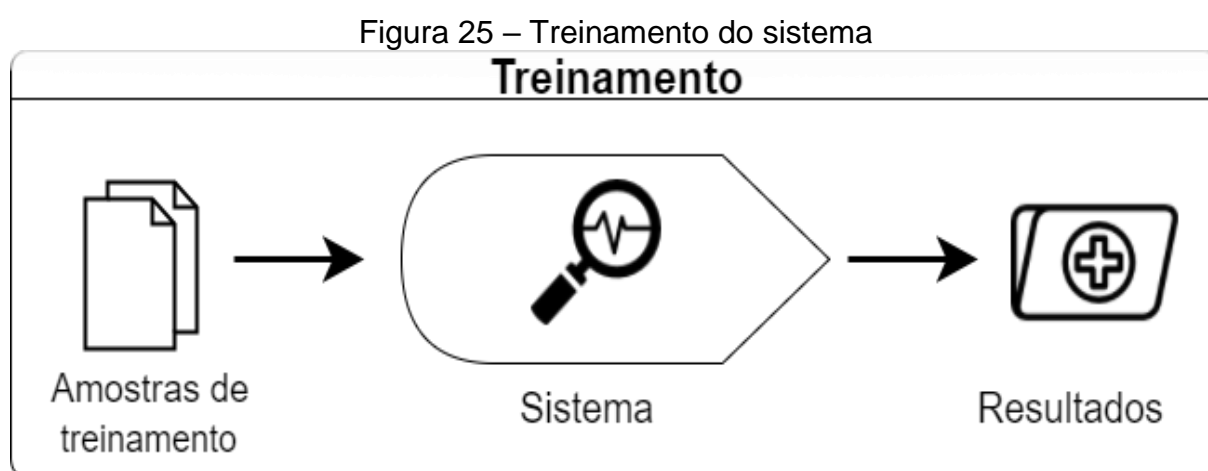 Figura 25 – Treinamento do sistema
Treinamento
Amostras de
treinamento
Sistema
Resultados